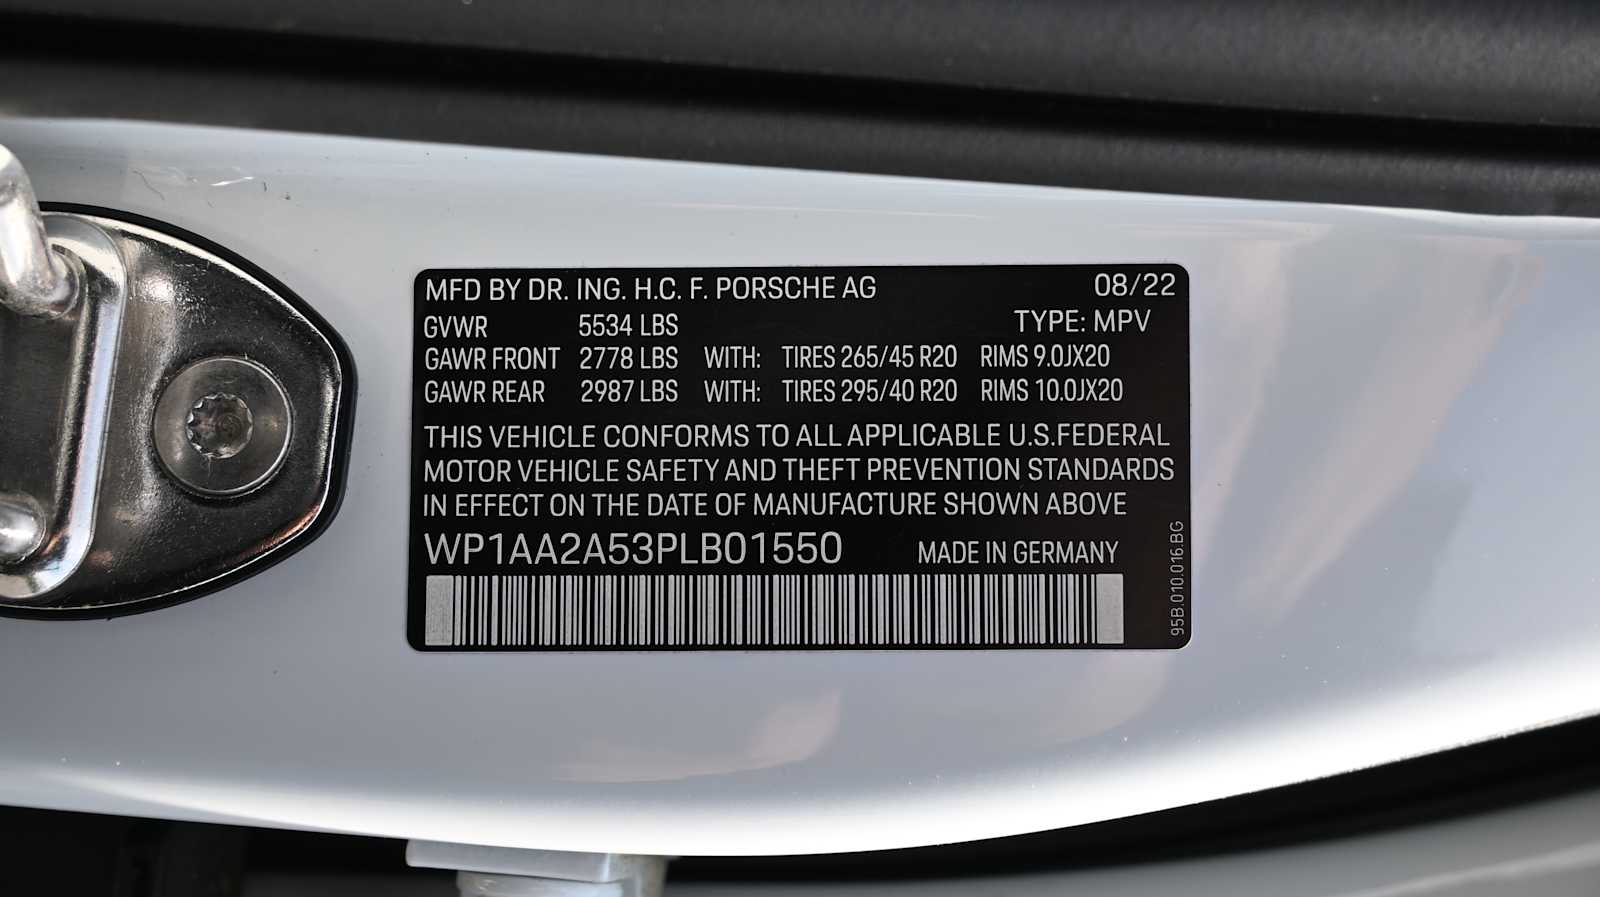 MFD BY DR. ING. H.C. F. PORSCHE AG 08/22
GVWR 5534 LBS TYPE: MPV
GAWR FRONT 2778 LBS WITH: TIRES 265/45 R20 RIMS 9.0JX20
GAWR REAR 2987 LBS WITH: TIRES 295/40 R20 RIMS 10.0JX20
THIS VEHICLE CONFORMS TO ALL APPLICABLE U.S.FEDERAL
MOTOR VEHICLE SAFETY AND THEFT PREVENTION STANDARDS
IN EFFECT ON THE DATE OF MANUFACTURE SHOWN ABOVE
WP1AA2A53PLB01550 MADE IN GERMANY
95B.010.016.BG